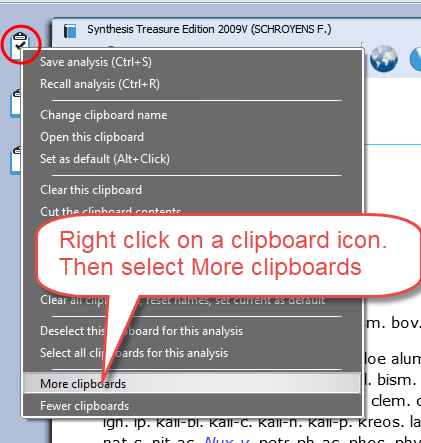 Synthesis Treasure Edition 2009V (SCHROYENS F.)
Save analysis (Ctrl+S)
Recall analysis (Ctrl+R)
Change clipboard name
Open this clipboard
Set as default (Alt+Click)
Clear this clipboard
Cut the clipboard contents
Right click on a clipboard icon.
Then select More clipboards
Clear all clipboards, reset names, set current as default
m. bov.
Deselect this clipboard for this analysis
Select all clipboards for this analysis
loe alum
l. bism.
More clipboards
clem. c
Fewer clipboards
ign. ip. kali-bi. kali-c. kali-n. kali-p. kreos. la
nat-s. nit-ac. Nux-v. petr. ph-ac. phos. phy